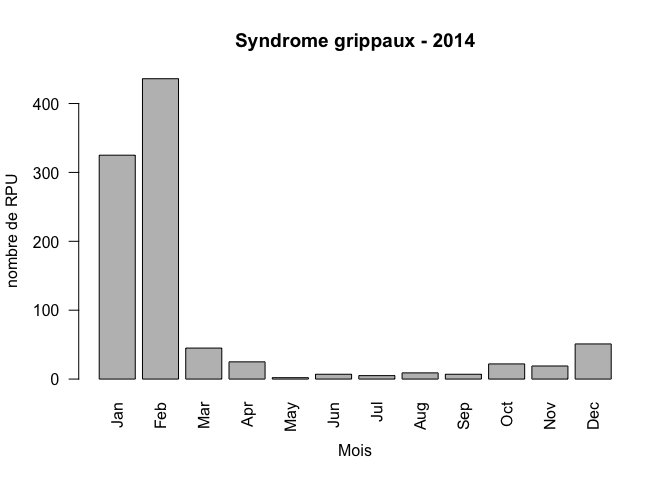 Syndrome grippaux - 2014
nombre de RPU
400
300
200
100
0
Jan
Feb
Mar
Apr
May
Jun
Jul
Aug
Sep
Oct
Nov
Dec
Mois